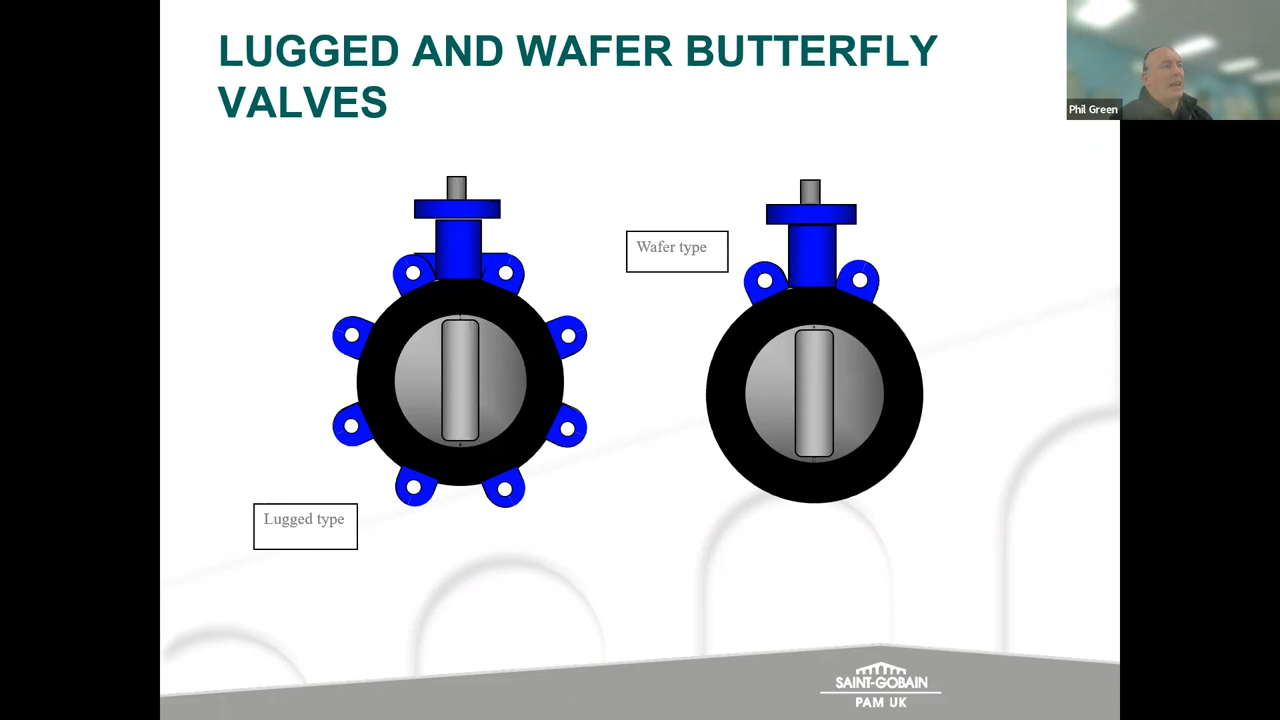 LUGGED AND WAFER BUTTERFLY
VALVES
Phil Green
Wafer type
Lugged type
SAINT-GOBAIN
PAM UK